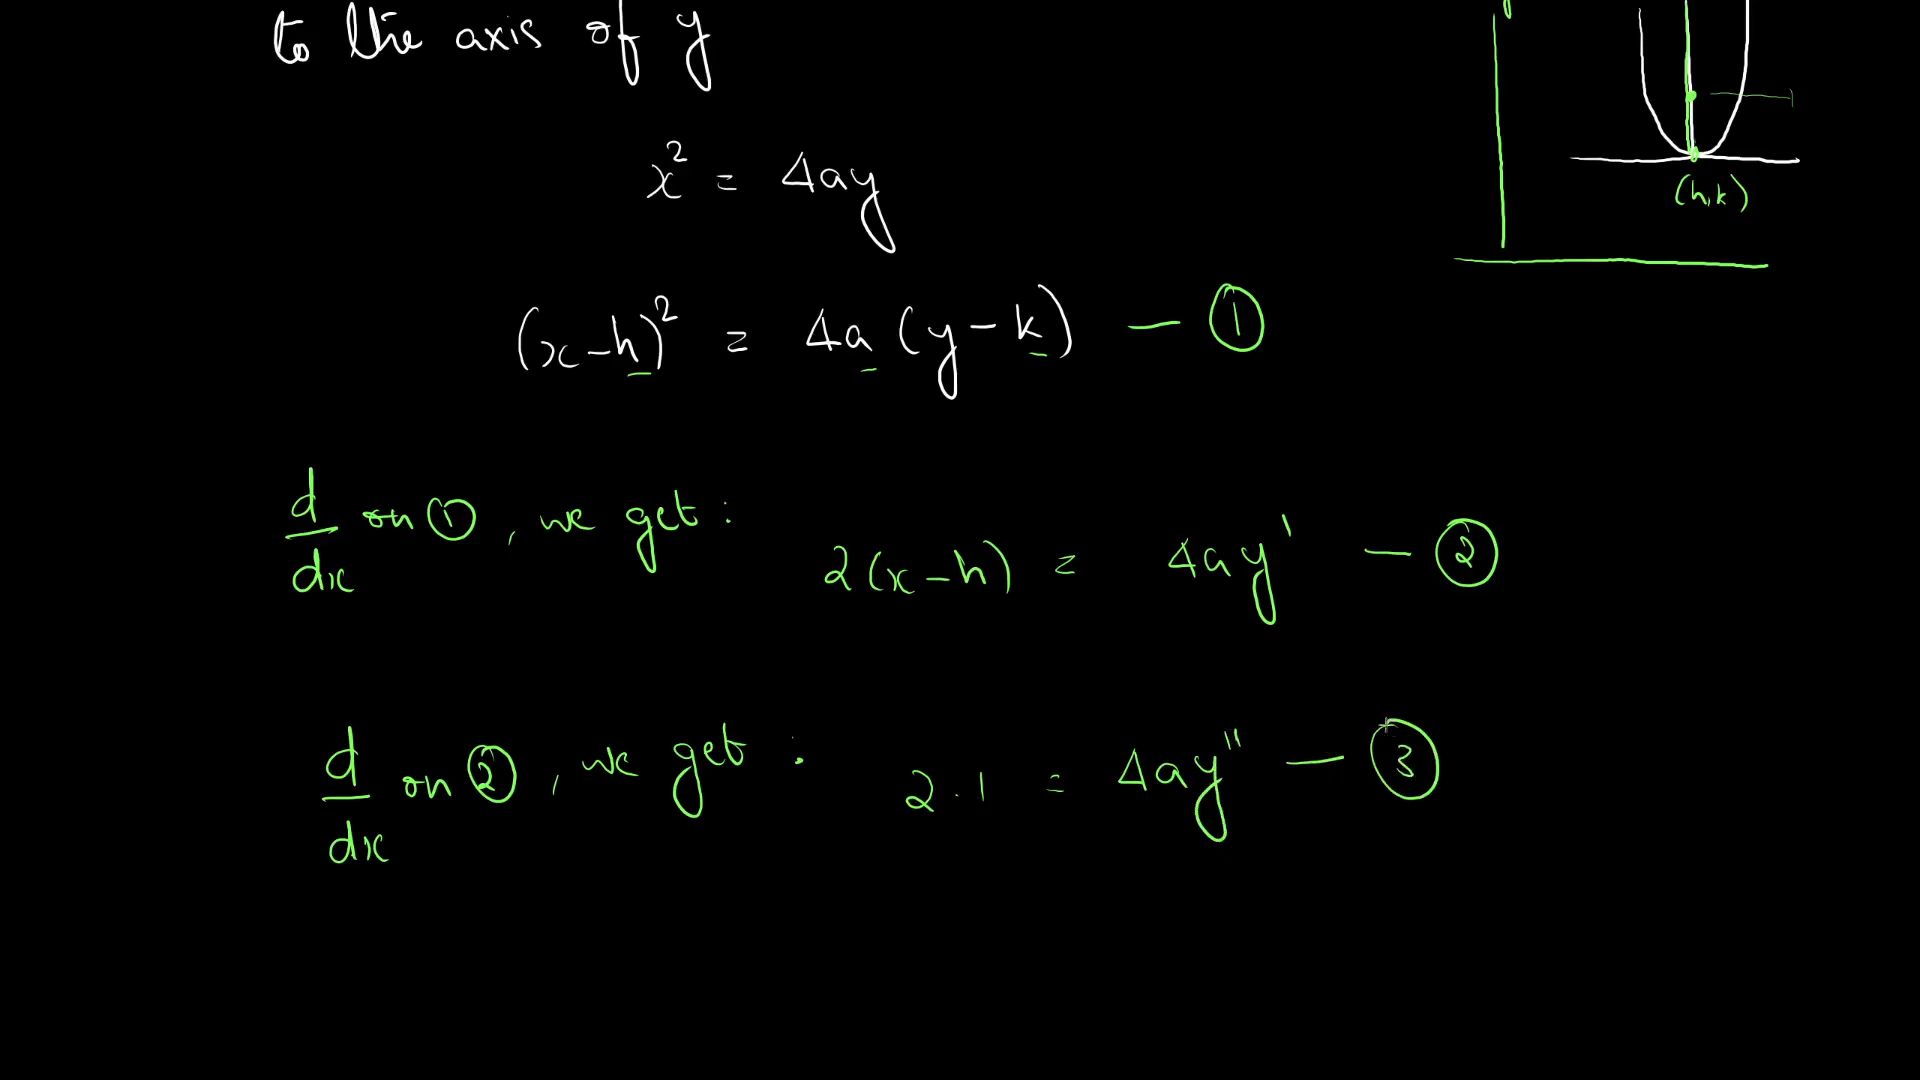 to the axis of y
x² = 4ay
(h,k)
(x-h)² = 4a (y-k) — ①
d/dx on ①, we get :
2(x-h) = 4ay' — ②
d/dx on ②, we get :
2.1 = 4ay'' — ③